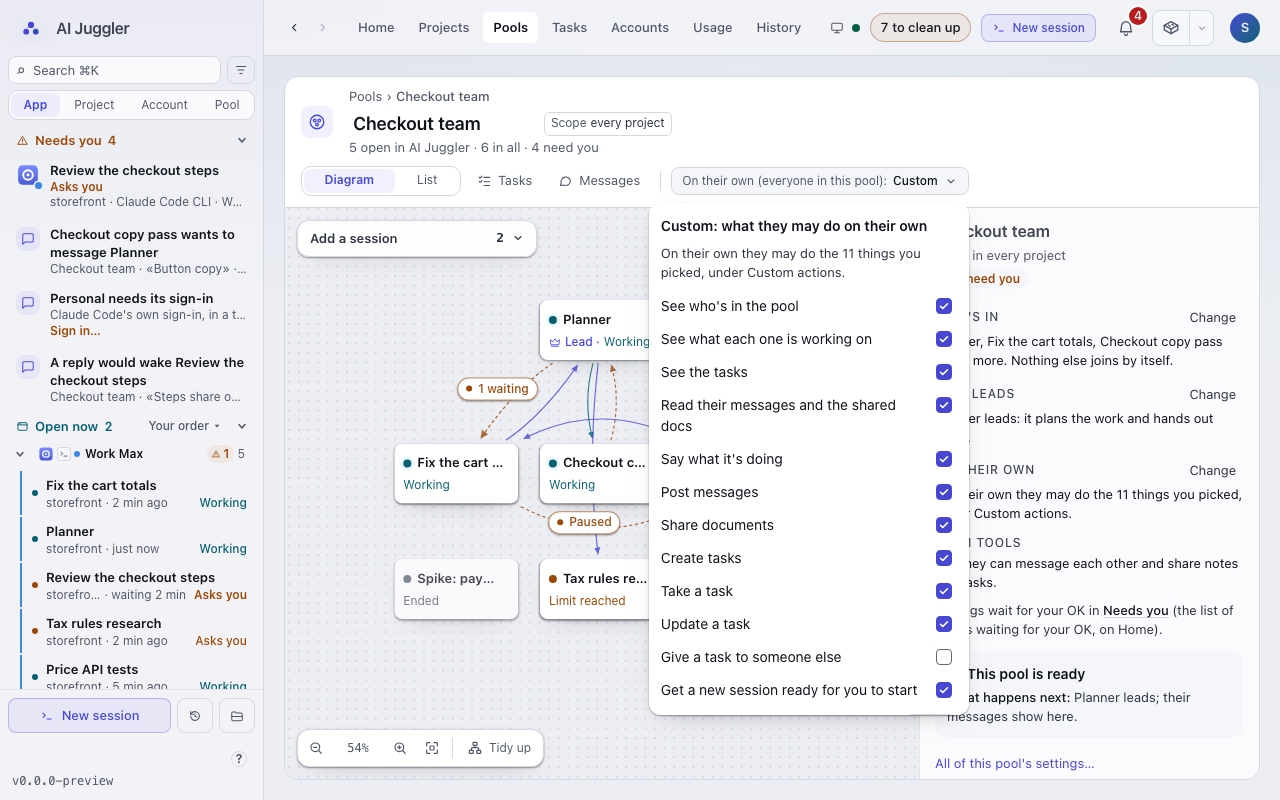 AI Juggler
Search ⌘K
App Project Account Pool
Needs you 4
Review the checkout steps
Asks you
storefront · Claude Code CLI · W...
Checkout copy pass wants to
message Planner
Checkout team · «Button copy» ·...
Personal needs its sign-in
Claude Code's own sign-in, in a t...
Sign in...
A reply would wake Review the
checkout steps
Checkout team · «Steps share o...
Open now 2 Your order
Work Max 1 5
Fix the cart totals
storefront · 2 min ago Working
Planner
storefront · just now Working
Review the checkout steps
storefro... · waiting 2 min Asks you
Tax rules research
storefront · 2 min ago Asks you
Price API tests
storefront · 5 min ago Working
New session
?
v0.0.0-preview
Home Projects Pools Tasks Accounts Usage History
7 to clean up
New session
4
S
Pools › Checkout team
Checkout team
Scope every project
5 open in AI Juggler · 6 in all · 4 need you
Diagram List Tasks Messages
On their own (everyone in this pool): Custom
Add a session 2
Planner
Lead · Working
1 waiting
Fix the cart ...
Working
Checkout c...
Working
Paused
Spike: pay...
Ended
Tax rules re...
Limit reached
54%
Tidy up
Custom: what they may do on their own
On their own they may do the 11 things you
picked, under Custom actions.
See who's in the pool
See what each one is working on
See the tasks
Read their messages and the shared
docs
Say what it's doing
Post messages
Share documents
Create tasks
Take a task
Update a task
Give a task to someone else
Get a new session ready for you to start
ckout team
in every project
need you
'S IN Change
er, Fix the cart totals, Checkout copy pass
more. Nothing else joins by itself.
LEADS Change
er leads: it plans the work and hands out
.
HEIR OWN Change
eir own they may do the 11 things you picked,
Custom actions.
TOOLS
hey can message each other and share notes
asks.
gs wait for your OK in Needs you (the list of
s waiting for your OK, on Home).
This pool is ready
at happens next: Planner leads; their
messages show here.
All of this pool's settings...